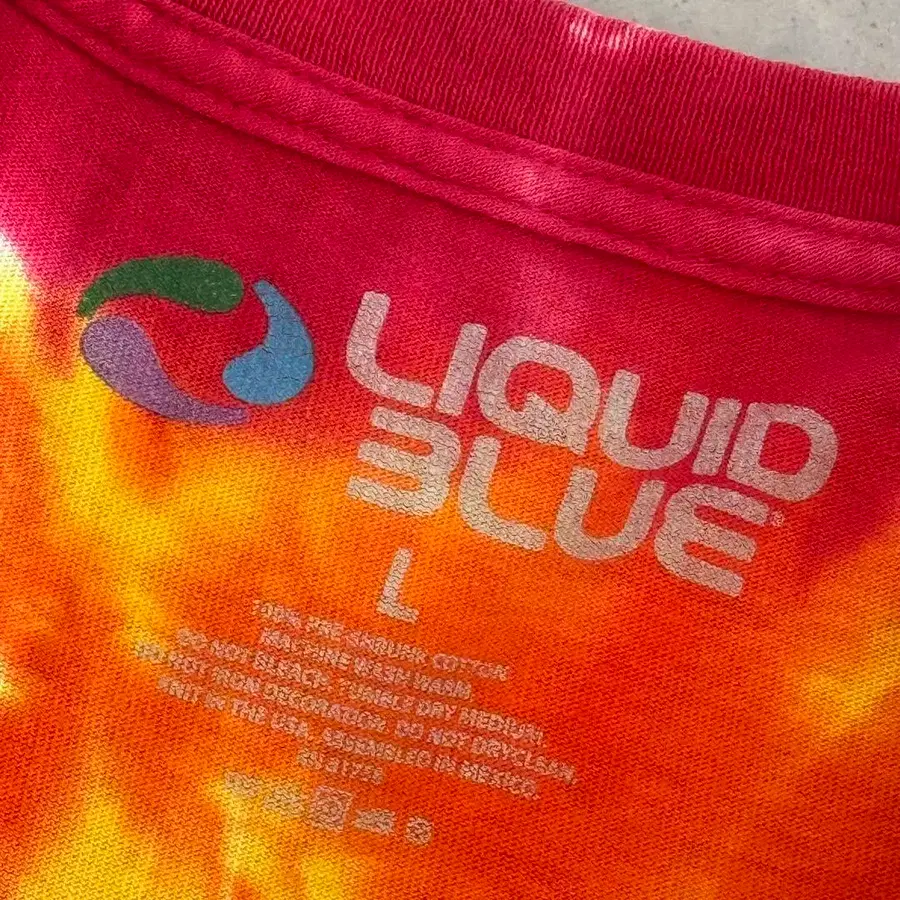 LIQUID
BLUE®
L
100% PRE-SHRUNK COTTON
MACHINE WASH WARM
DO NOT BLEACH, TUMBLE DRY MEDIUM,
DO NOT IRON DECORATION, DO NOT DRYCLEAN,
KNIT IN THE USA, ASSEMBLED IN MEXICO